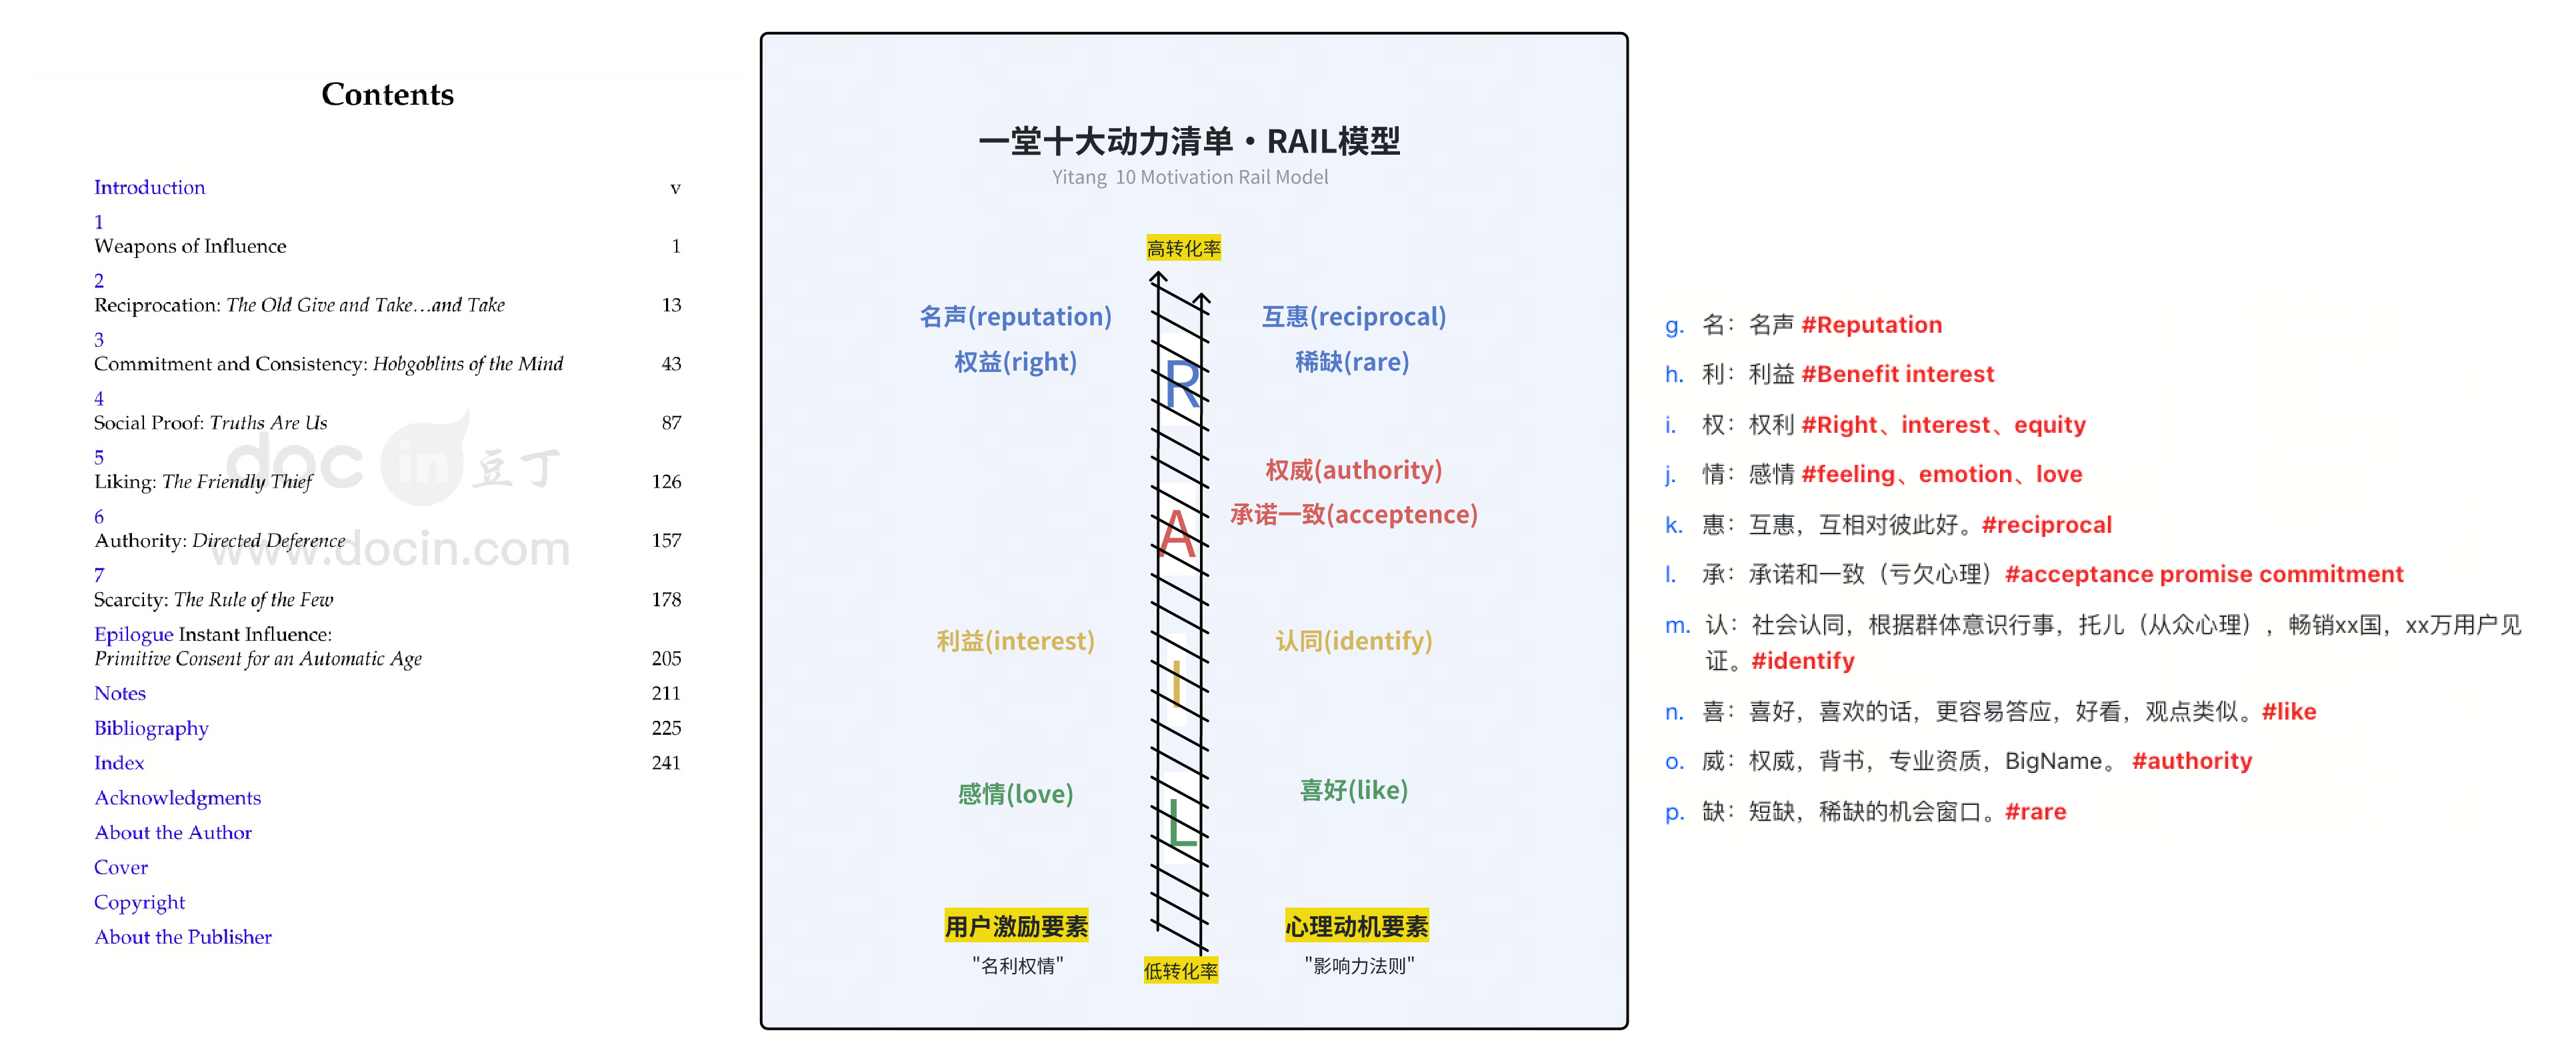 Contents
Introduction v
1
Weapons of Influence 1
2
Reciprocation: The Old Give and Take…and Take 13
3
Commitment and Consistency: Hobgoblins of the Mind 43
4
Social Proof: Truths Are Us 87
5
Liking: The Friendly Thief 126
6
Authority: Directed Deference 157
7
Scarcity: The Rule of the Few 178
Epilogue Instant Influence:
Primitive Consent for an Automatic Age 205
Notes 211
Bibliography 225
Index 241
Acknowledgments
About the Author
Cover
Copyright
About the Publisher
doc in 豆丁
www.docin.com
一堂十大动力清单·RAIL模型
Yitang 10 Motivation Rail Model
高转化率
名声(reputation) 互惠(reciprocal)
权益(right) 稀缺(rare)
R
权威(authority)
承诺一致(acceptence)
A
利益(interest) 认同(identify)
I
感情(love) 喜好(like)
L
用户激励要素 心理动机要素
"名利权情" "影响力法则"
低转化率
g. 名：名声 #Reputation
h. 利：利益 #Benefit interest
i. 权：权利 #Right、interest、equity
j. 情：感情 #feeling、emotion、love
k. 惠：互惠，互相对彼此好。#reciprocal
l. 承：承诺和一致（亏欠心理）#acceptance promise commitment
m. 认：社会认同，根据群体意识行事，托儿（从众心理），畅销xx国，xx万用户见
证。#identify
n. 喜：喜好，喜欢的话，更容易答应，好看，观点类似。#like
o. 威：权威，背书，专业资质，BigName。 #authority
p. 缺：短缺，稀缺的机会窗口。#rare